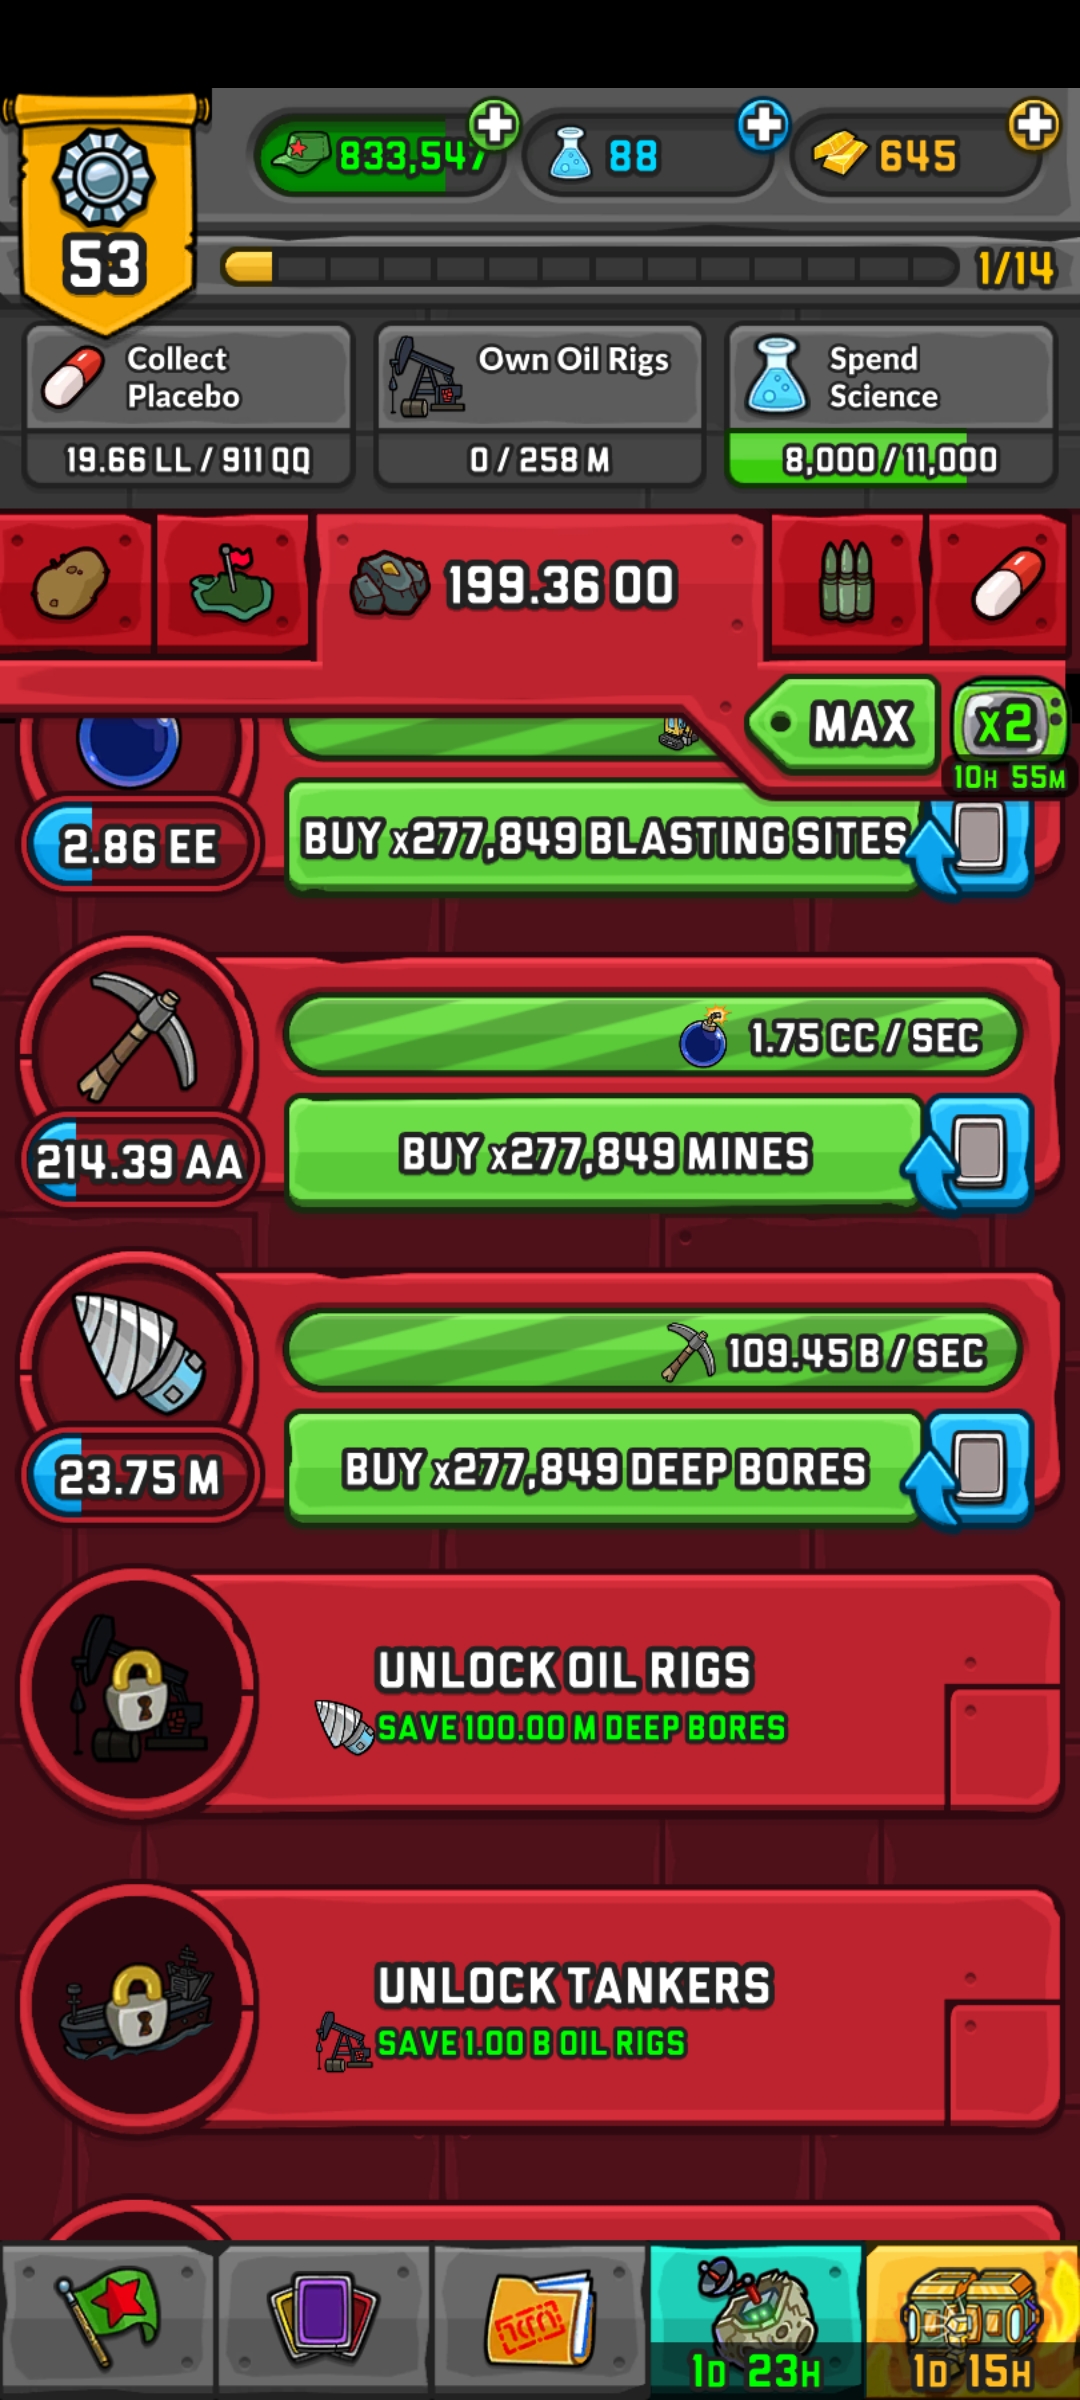 833,547
88
645
53
1/14
Collect
Placebo
Own Oil Rigs
Spend
Science
19.66 LL / 911 QQ
0 / 258 M
8,000 / 11,000
199.36 OO
MAX
x2
10H 55M
2.86 EE
BUY x277,849 BLASTING SITES
1.75 CC / SEC
214.39 AA
BUY x277,849 MINES
109.45 B / SEC
23.75 M
BUY x277,849 DEEP BORES
UNLOCK OIL RIGS
SAVE 100.00 M DEEP BORES
UNLOCK TANKERS
SAVE 1.00 B OIL RIGS
1D 23H
1D 15H